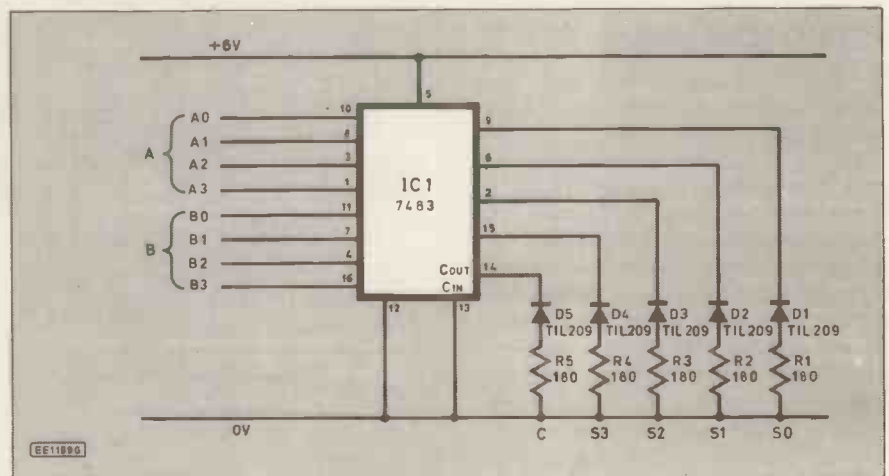 +6V
5
A0 10 9
A1 8 6
A A2 3 2
A3 1 IC1 15
B0 11 7483 14
B1 7
B B2 4 COUT
B3 16 CIN
12 13
D5 D4 D3 D2 D1
TIL209 TIL209 TIL209 TIL209 TIL209
R5 R4 R3 R2 R1
180 180 180 180 180
0V C S3 S2 S1 S0
EE1189G